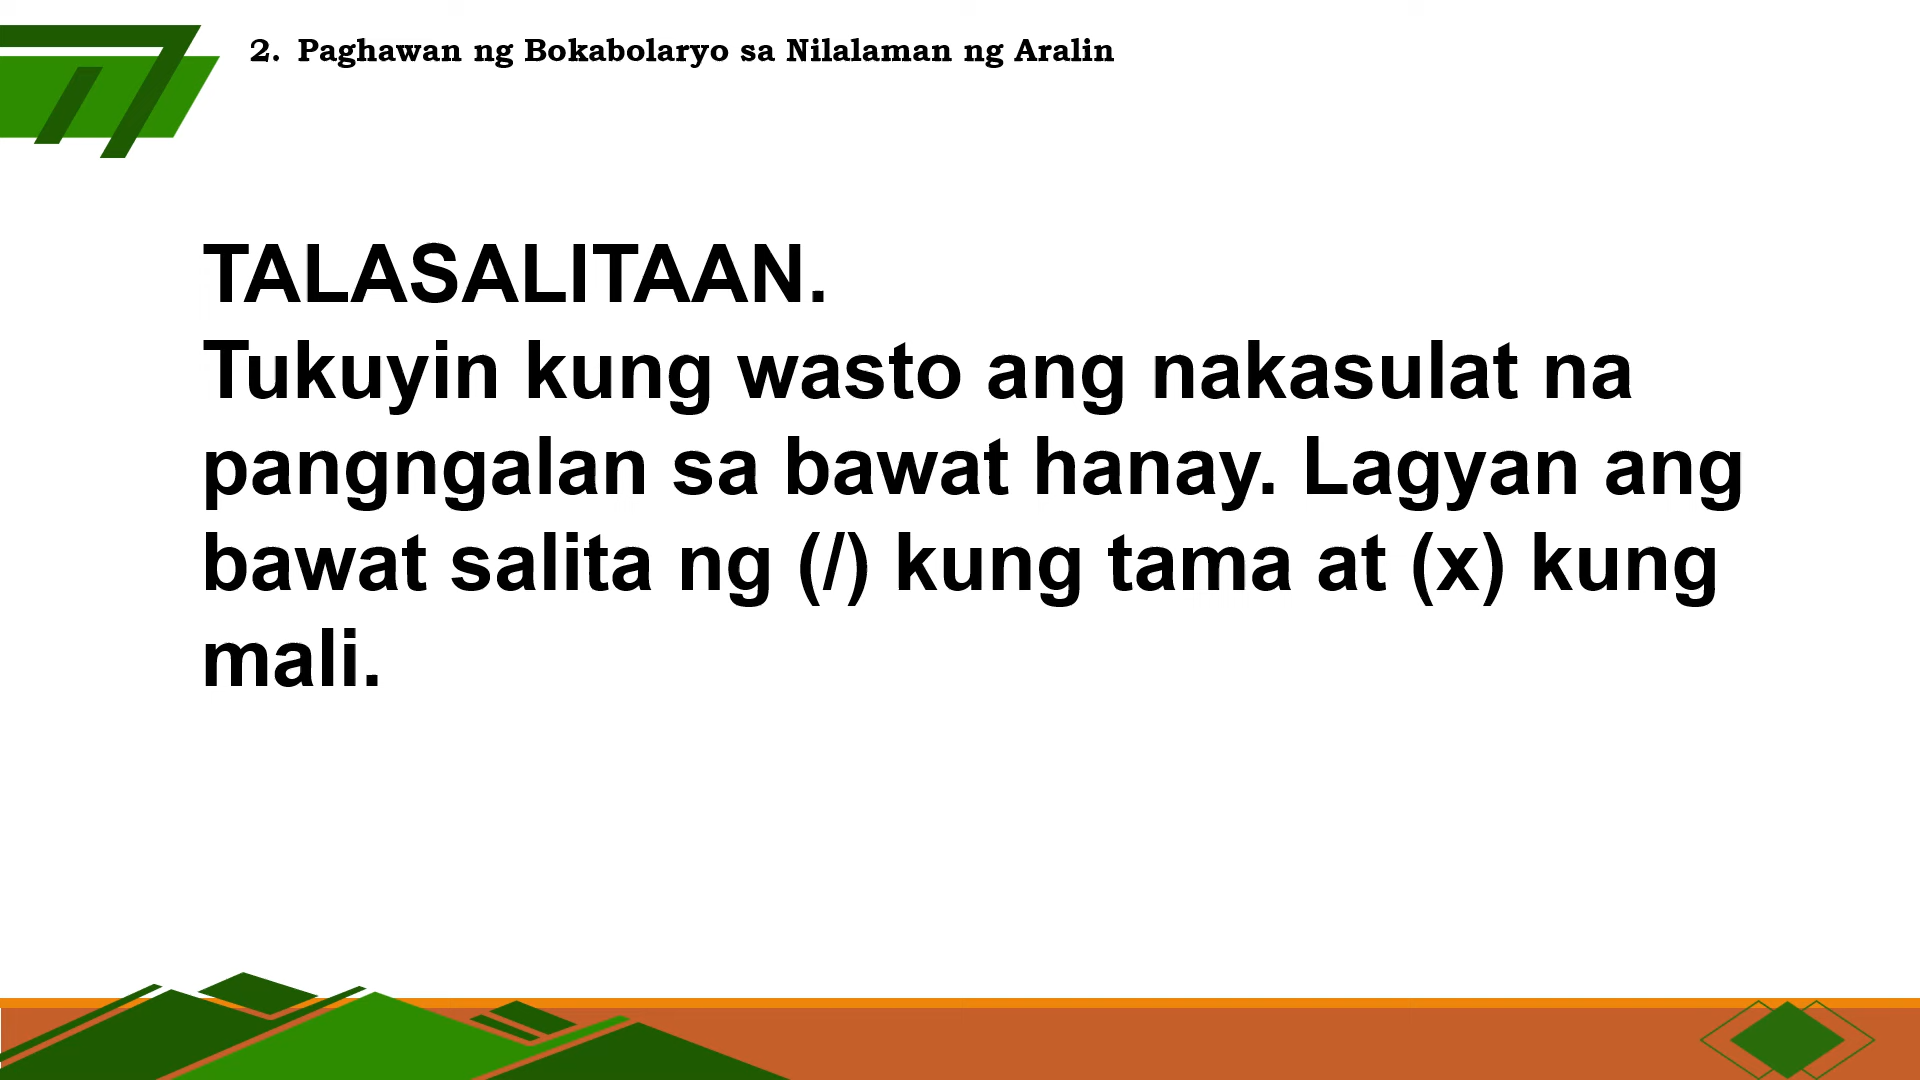 2. Paghawan ng Bokabolaryo sa Nilalaman ng Aralin
TALASALITAAN.
Tukuyin kung wasto ang nakasulat na
pangngalan sa bawat hanay. Lagyan ang
bawat salita ng (/) kung tama at (x) kung
mali.